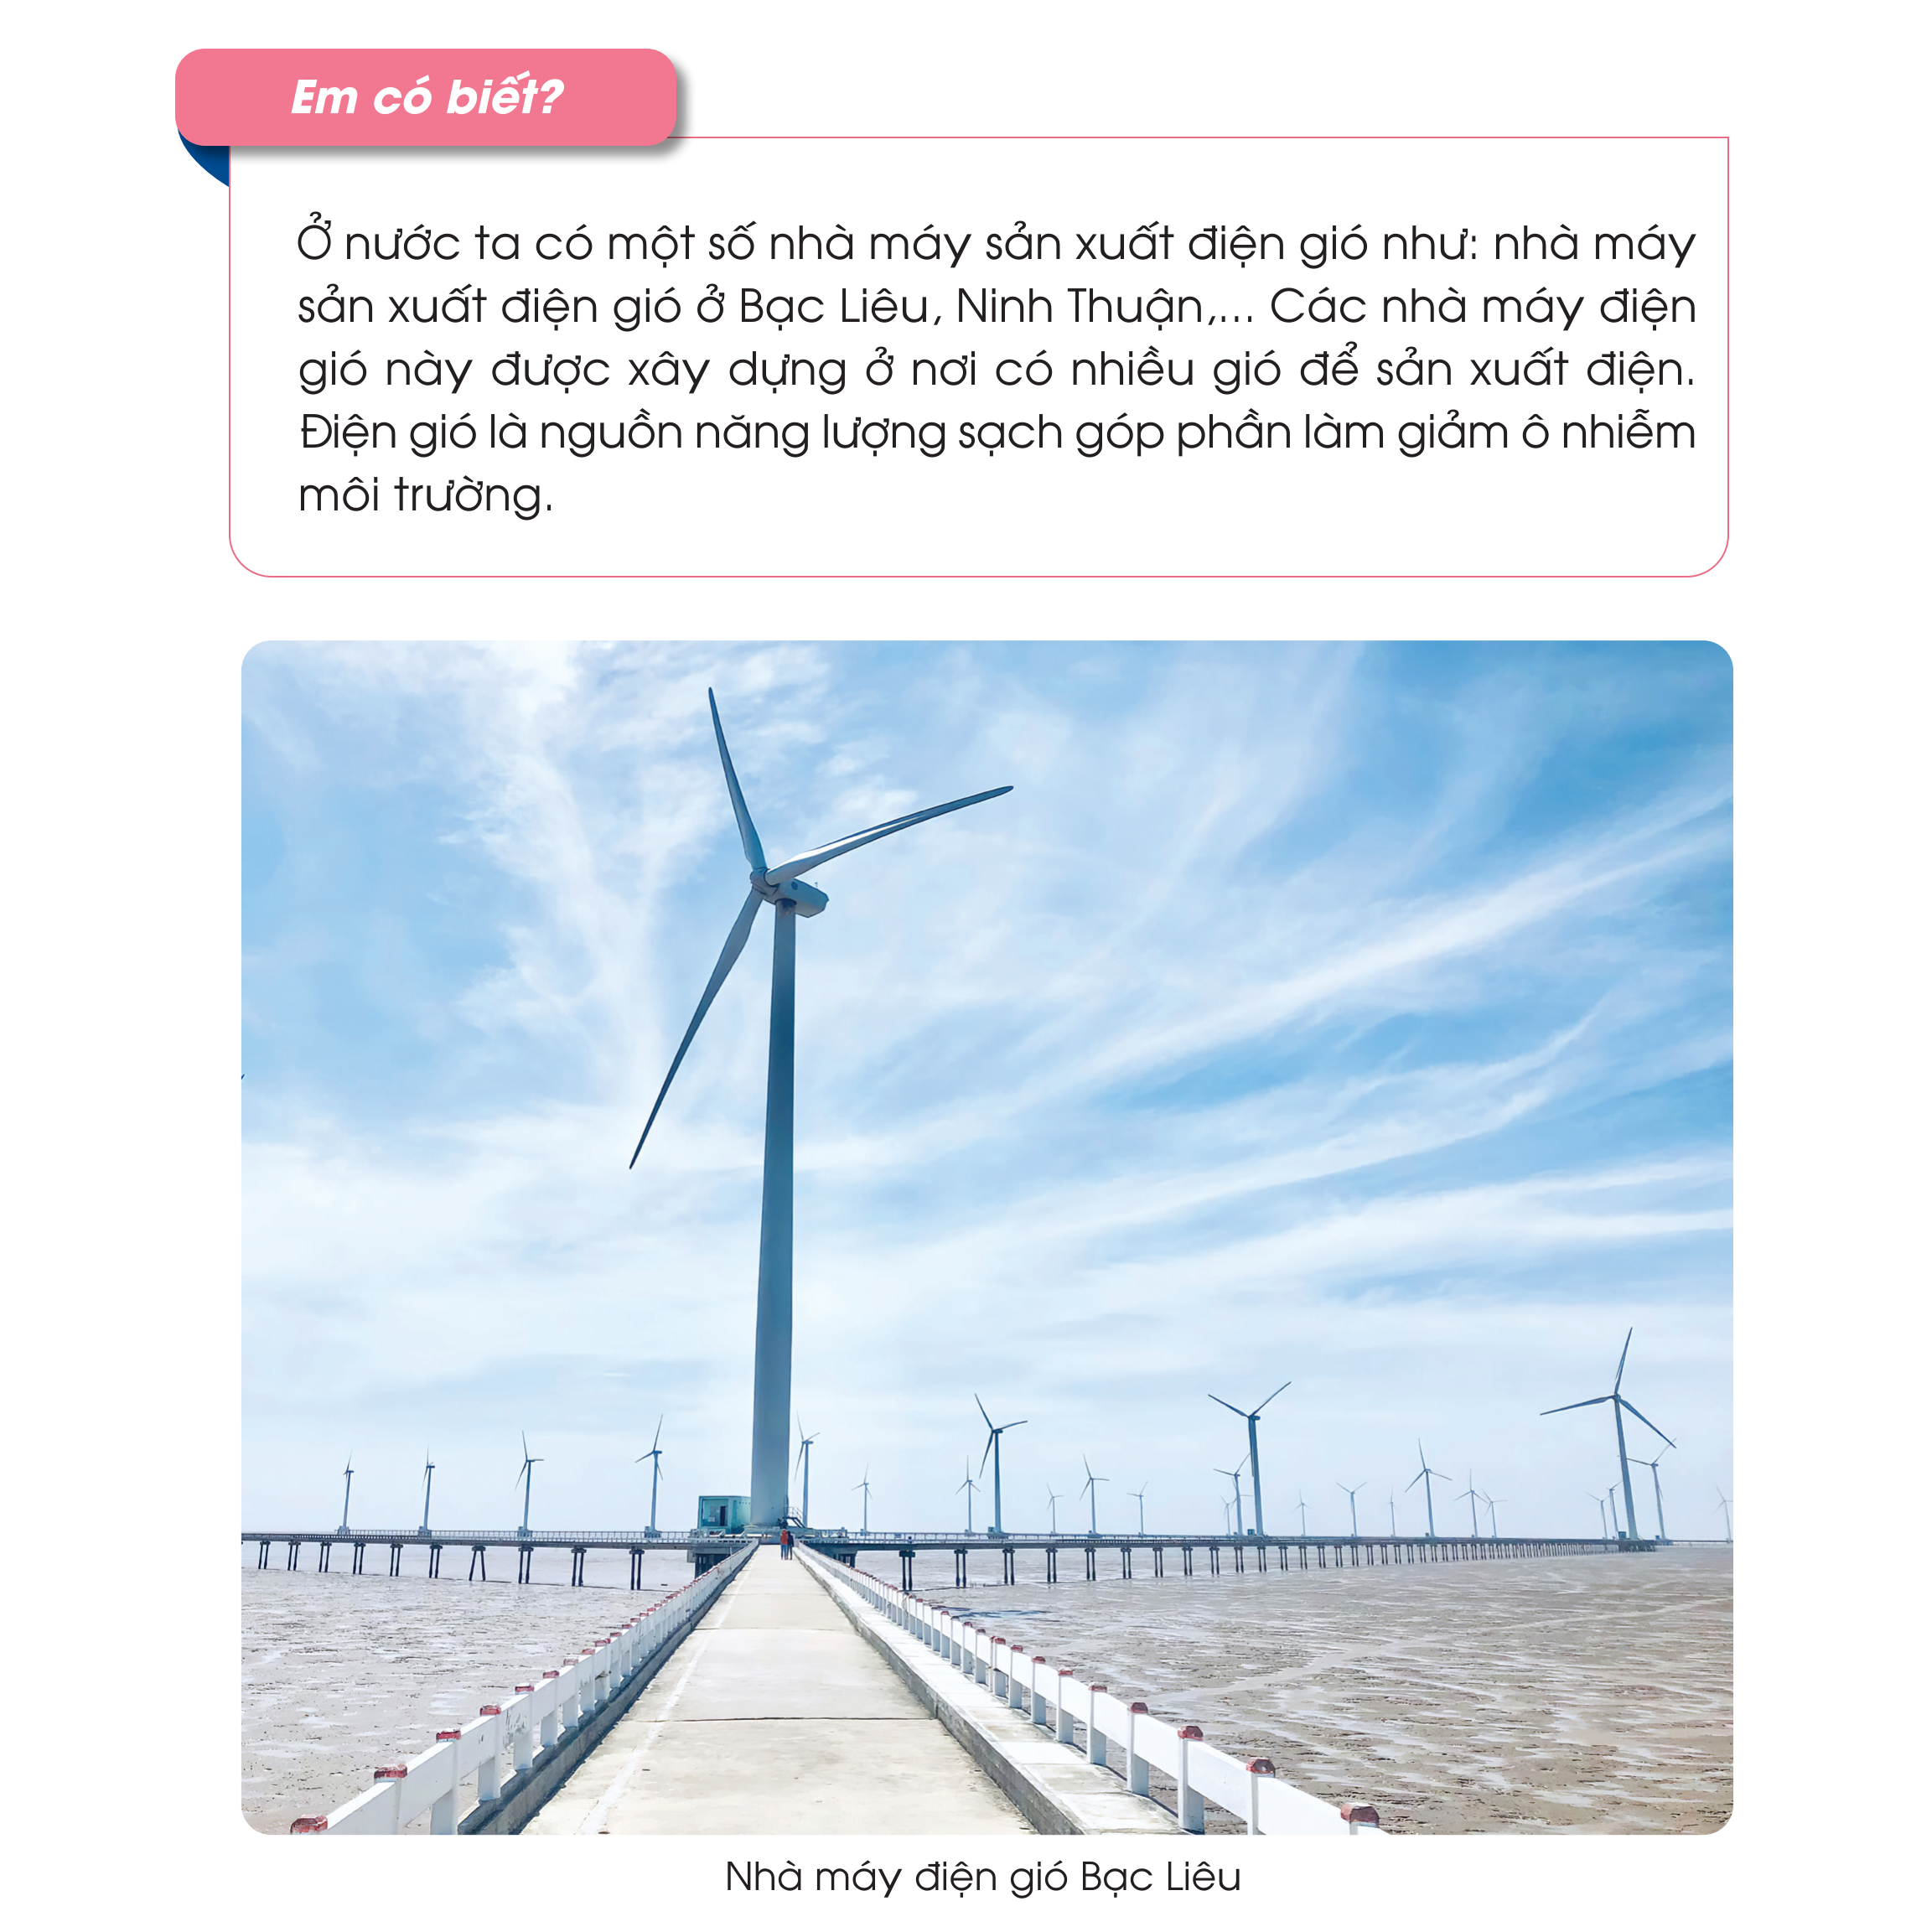 Em có biết?
Ở nước ta có một số nhà máy sản xuất điện gió như: nhà máy
sản xuất điện gió ở Bạc Liêu, Ninh Thuận,... Các nhà máy điện
gió này được xây dựng ở nơi có nhiều gió để sản xuất điện.
Điện gió là nguồn năng lượng sạch góp phần làm giảm ô nhiễm
môi trường.
Nhà máy điện gió Bạc Liêu